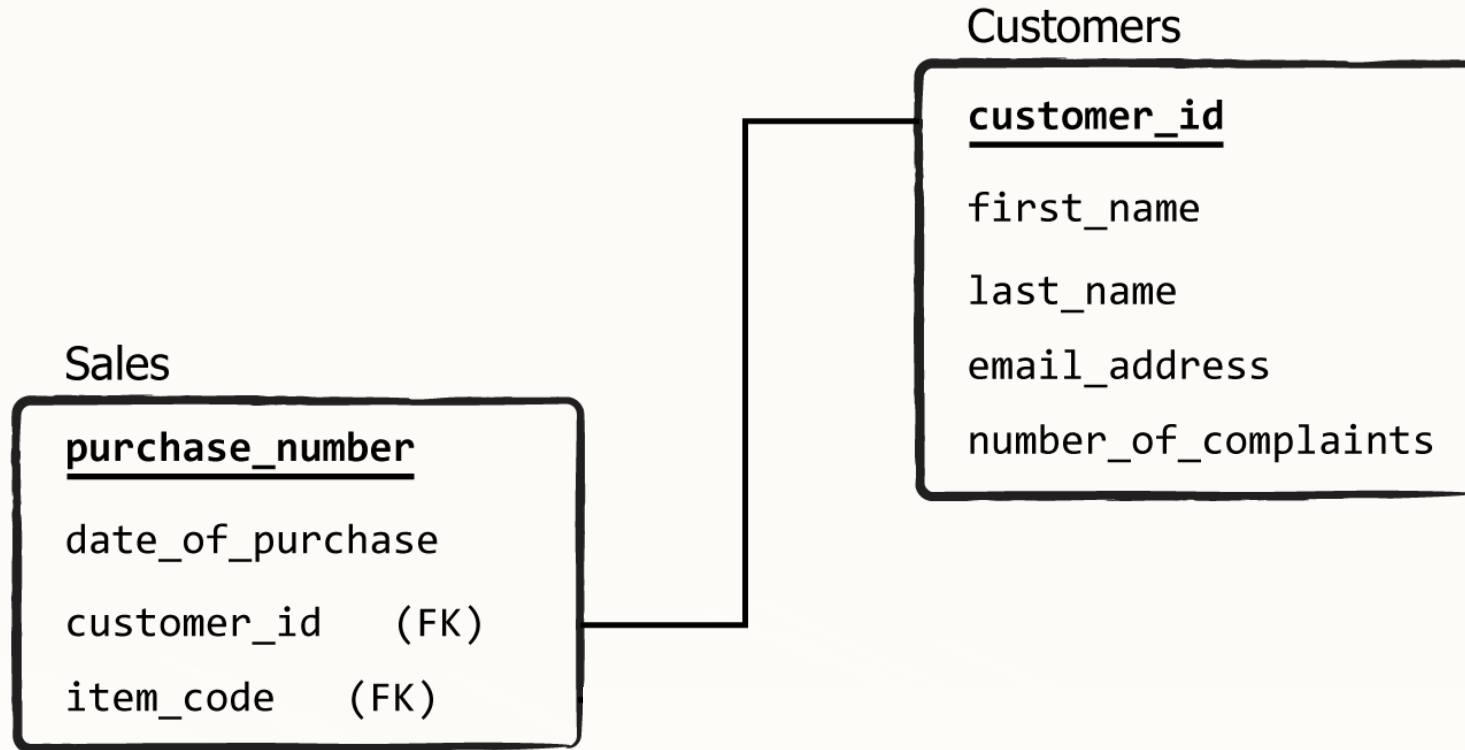 Customers
customer_id
first_name
last_name
email_address
number_of_complaints
Sales
purchase_number
date_of_purchase
customer_id (FK)
item_code (FK)